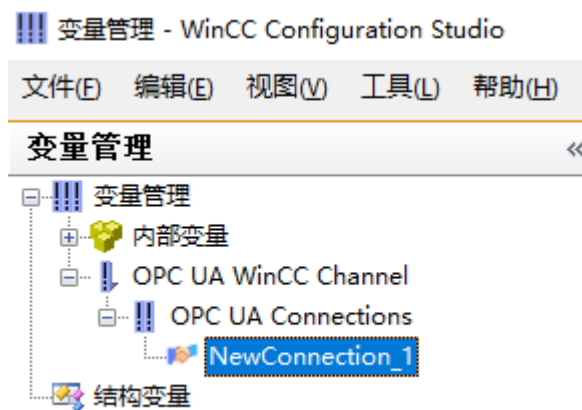 变量管理 - WinCC Configuration Studio
文件(F) 编辑(E) 视图(V) 工具(L) 帮助(H)
变量管理 «
变量管理
内部变量
OPC UA WinCC Channel
OPC UA Connections
NewConnection_1
结构变量